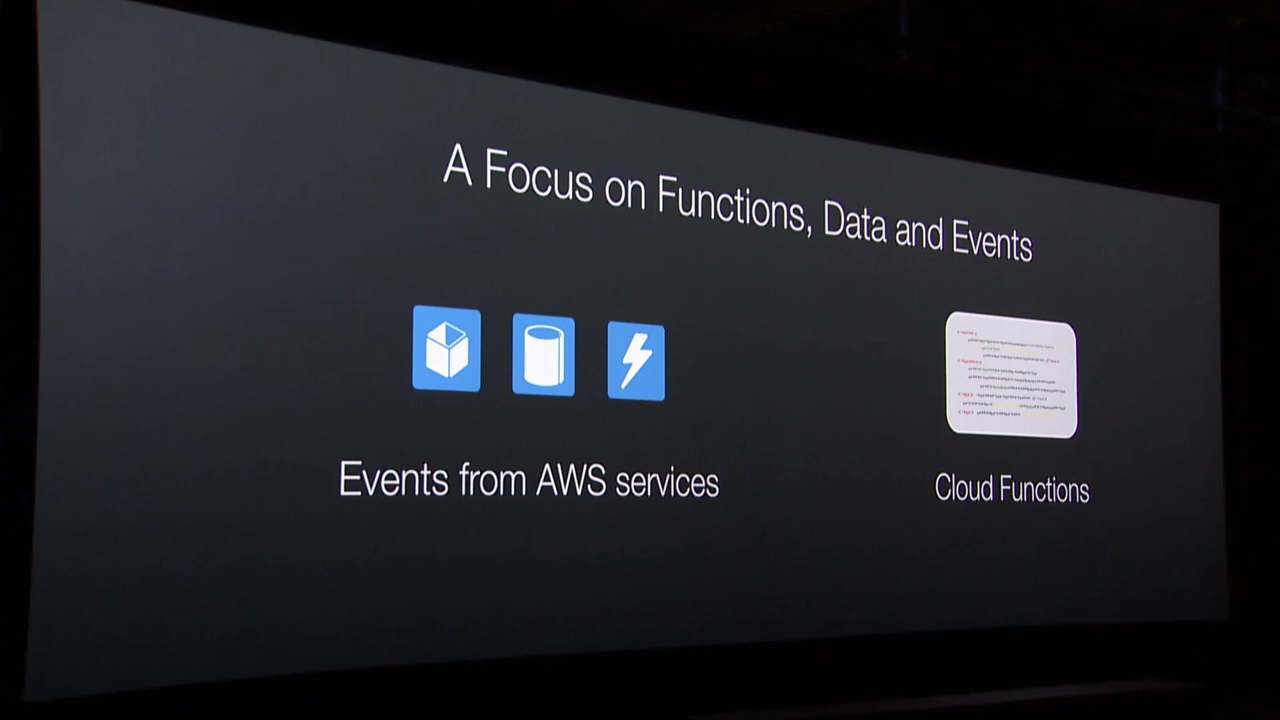 A Focus on Functions, Data and Events
Events from AWS services
Cloud Functions